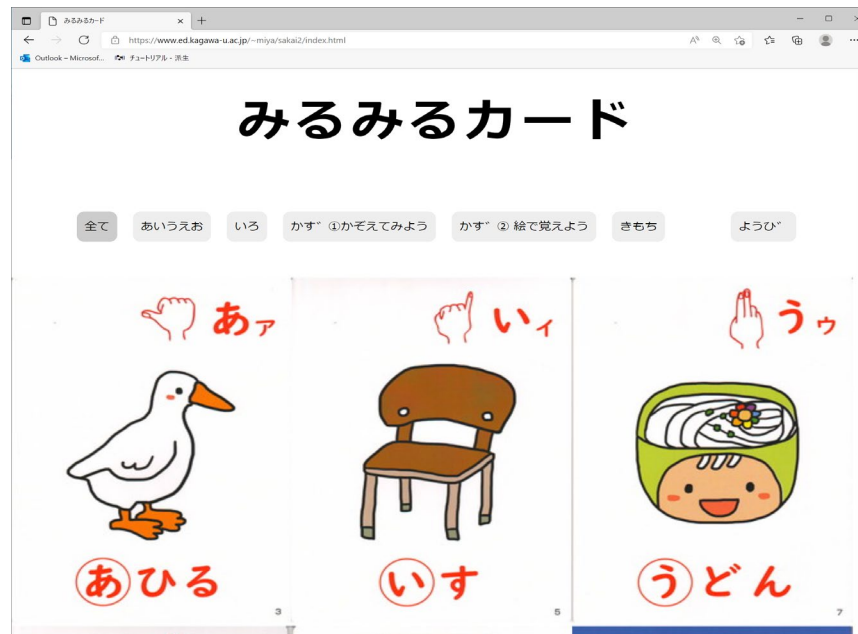 みるみるカード
https://www.ed.kagawa-u.ac.jp/~miya/sakai2/index.html
Outlook – Microsof... チュートリアル - 派生
みるみるカード
全て あいうえお いろ かず゛①かぞえてみよう かず゛② 絵で覚えよう きもち ようひ゛
あァ いィ うゥ
あひる いす うどん
3 5 7